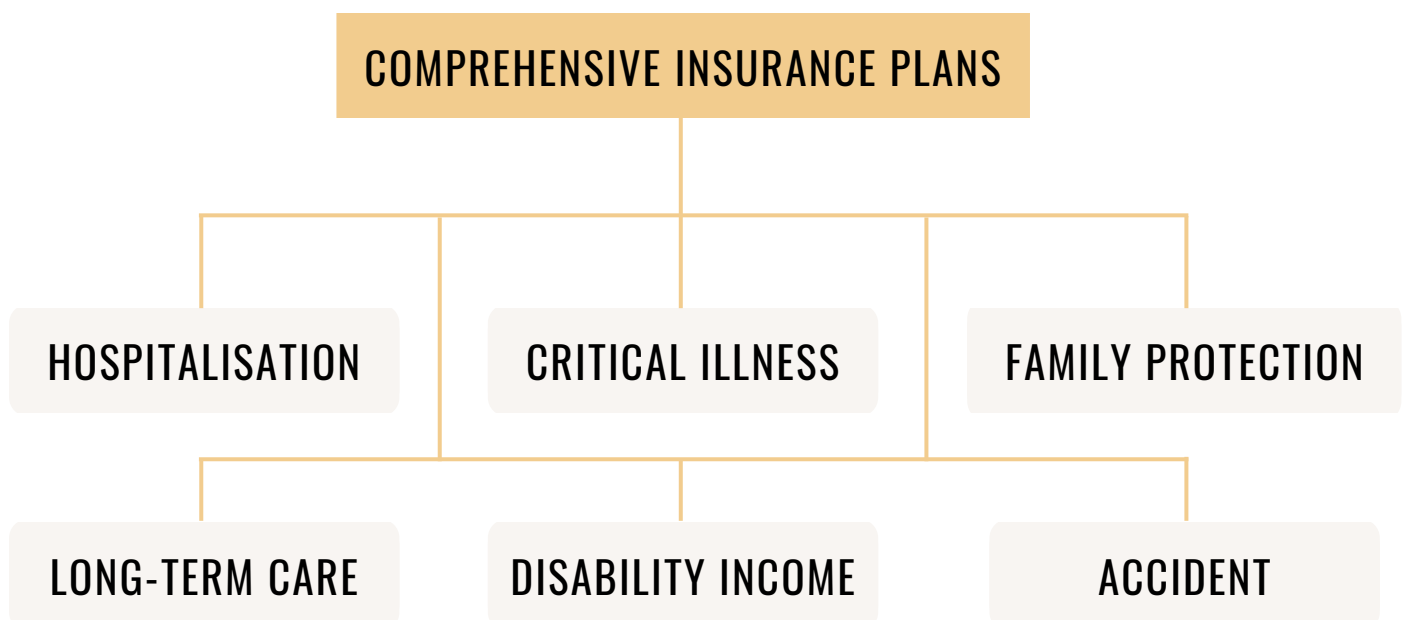 COMPREHENSIVE INSURANCE PLANS
HOSPITALISATION
CRITICAL ILLNESS
FAMILY PROTECTION
LONG-TERM CARE
DISABILITY INCOME
ACCIDENT